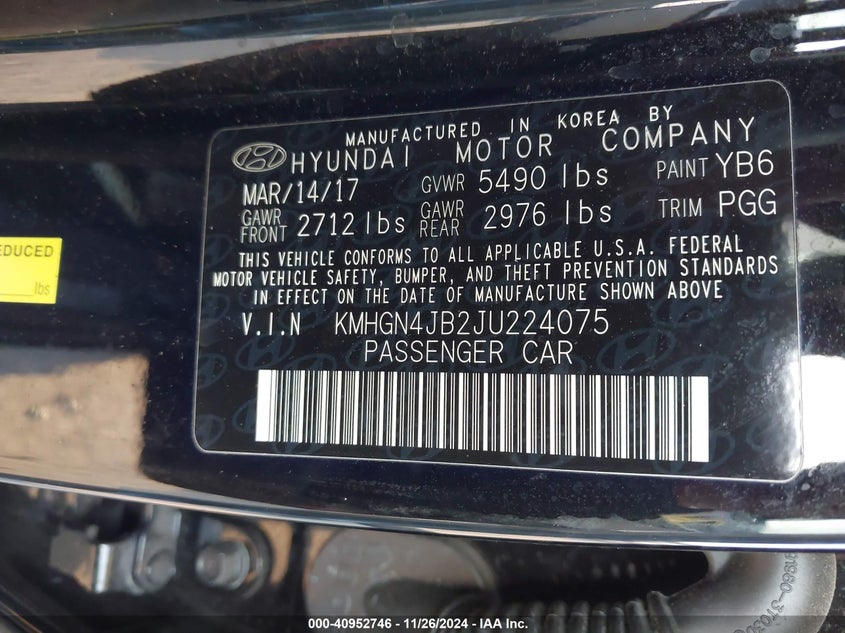 MANUFACTURED IN KOREA BY
HYUNDAI MOTOR COMPANY
MAR/14/17 GVWR 5490 lbs PAINT YB6
GAWR FRONT 2712 lbs GAWR REAR 2976 lbs TRIM PGG
THIS VEHICLE CONFORMS TO ALL APPLICABLE U.S.A. FEDERAL
MOTOR VEHICLE SAFETY, BUMPER, AND THEFT PREVENTION STANDARDS
IN EFFECT ON THE DATE OF MANUFACTURE SHOWN ABOVE
V.I.N KMHGN4JB2JU224075
PASSENGER CAR
EDUCED
lbs
000-40952746 - 11/26/2024 - IAA Inc.